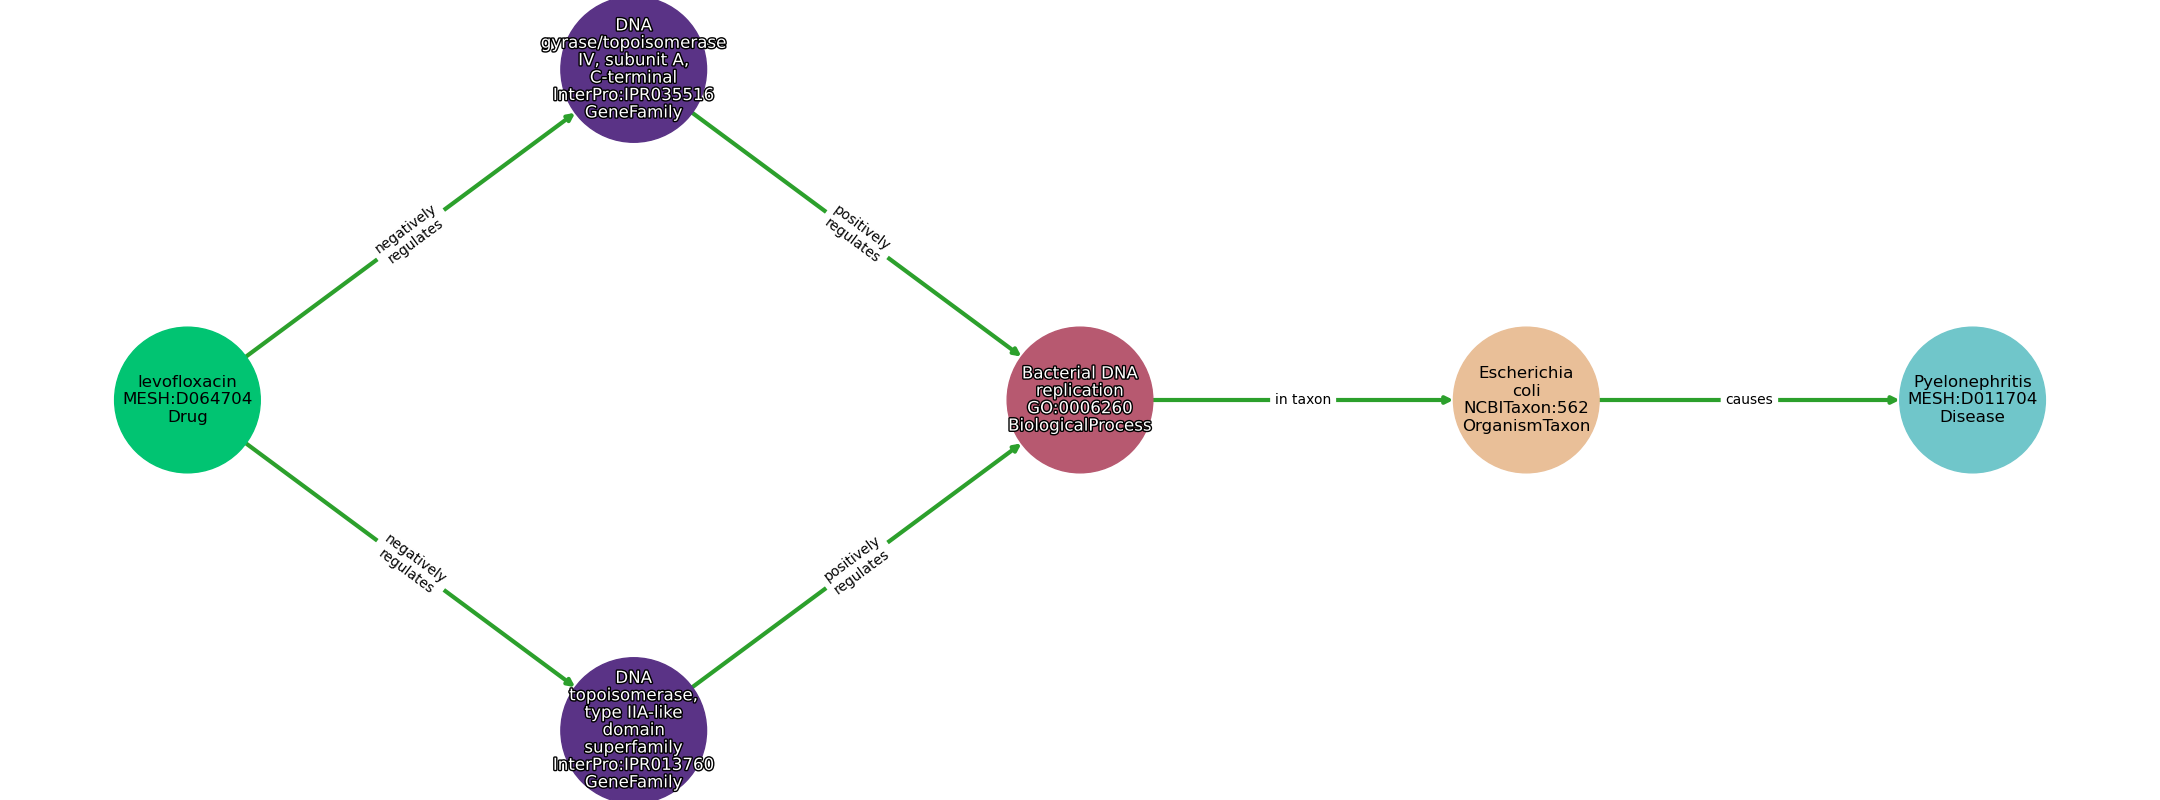 DNA
gyrase/topoisomerase
IV, subunit A,
C-terminal
InterPro:IPR035516
GeneFamily
negatively
regulates
positively
regulates
levofloxacin
MESH:D064704
Drug
Bacterial DNA
replication
GO:0006260
BiologicalProcess
in taxon
Escherichia
coli
NCBITaxon:562
OrganismTaxon
causes
Pyelonephritis
MESH:D011704
Disease
negatively
regulates
positively
regulates
DNA
topoisomerase,
type IIA-like
domain
superfamily
InterPro:IPR013760
GeneFamily